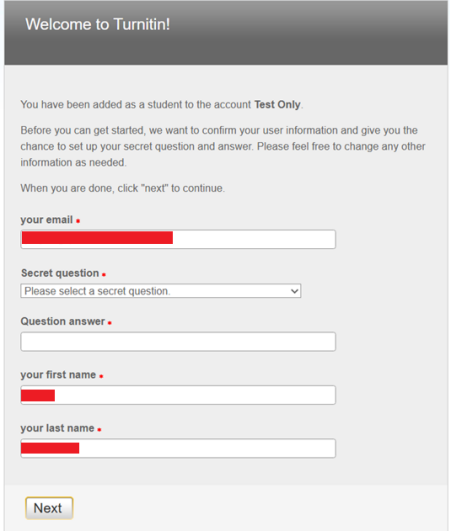 Welcome to Turnitin!
You have been added as a student to the account Test Only.
Before you can get started, we want to confirm your user information and give you the
chance to set up your secret question and answer. Please feel free to change any other
information as needed.
When you are done, click "next" to continue.
your email •
Secret question •
Please select a secret question.
Question answer •
your first name •
your last name •
Next